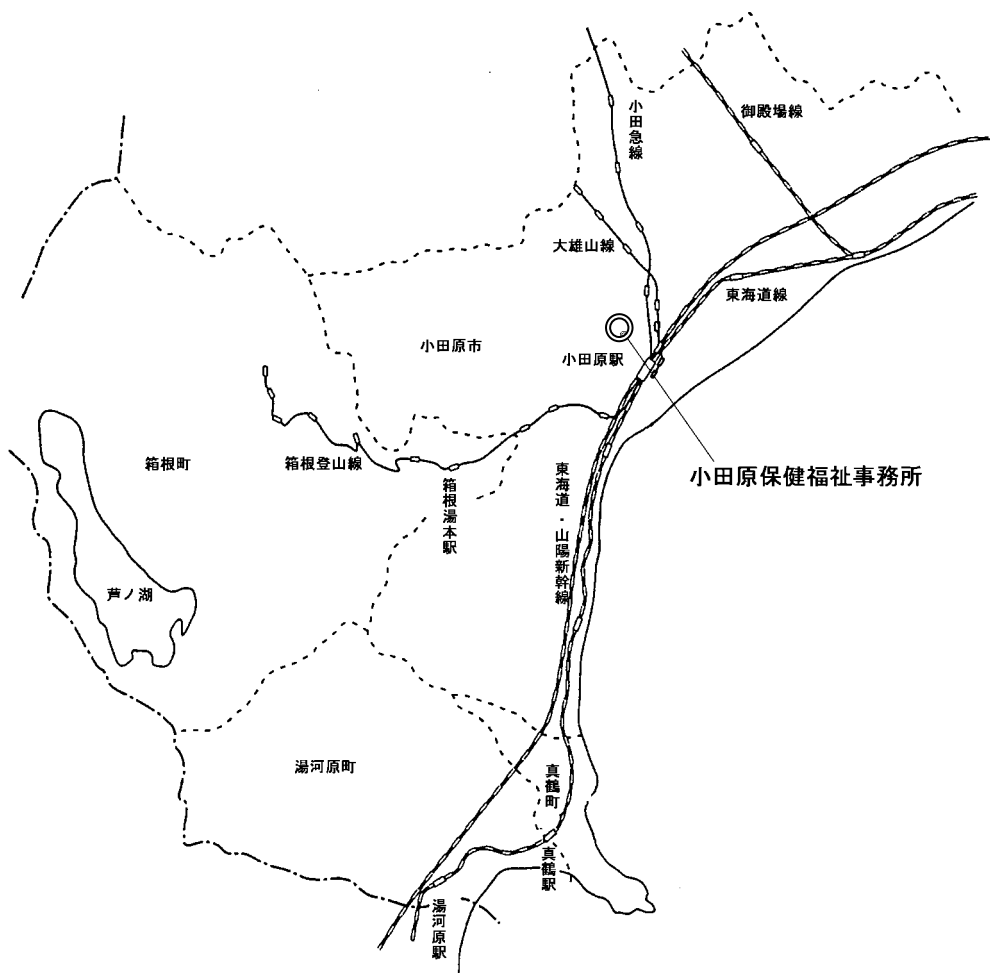 小田急線
御殿場線
大雄山線
東海道線
小田原市
小田原駅
箱根町
箱根登山線
箱根湯本駅
東海道・山陽新幹線
小田原保健福祉事務所
芦ノ湖
湯河原町
真鶴町
真鶴駅
湯河原駅